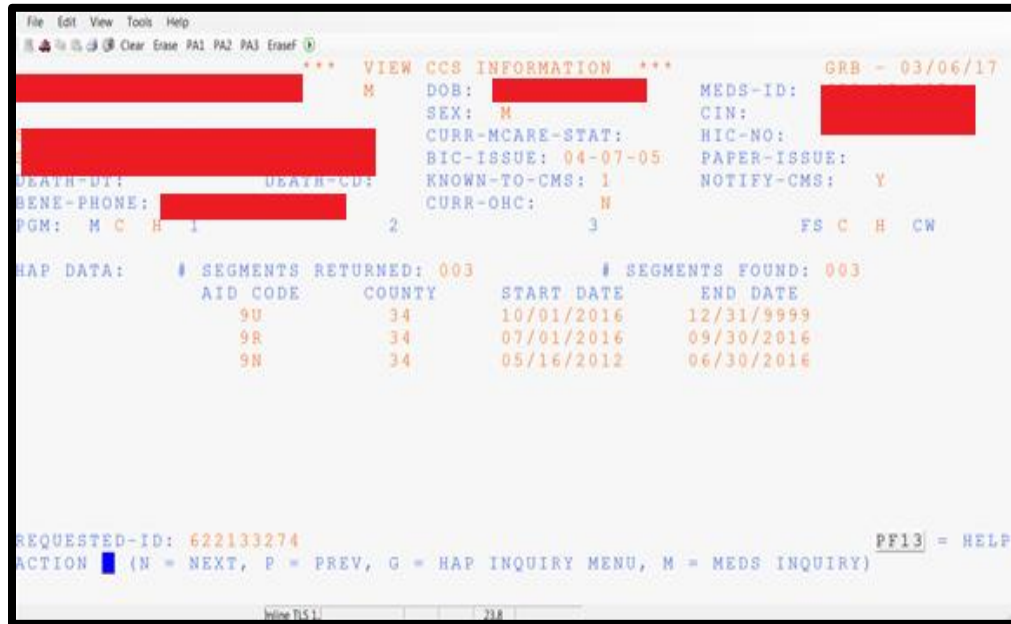 File Edit View Tools Help
Clear Erase PA1 PA2 PA3 EraseF
*** VIEW CCS INFORMATION *** GRB - 03/06/17
M DOB: MEDS-ID:
SEX: M CIN:
CURR-MCARE-STAT: HIC-NO:
BIC-ISSUE: 04-07-05 PAPER-ISSUE:
DEATH-DT: DEATH-CD: KNOWN-TO-CMS: 1 NOTIFY-CMS: Y
BENE-PHONE: CURR-OHC: N
PGM: M C H 1 2 3 FS C H CW
HAP DATA: # SEGMENTS RETURNED: 003 # SEGMENTS FOUND: 003
AID CODE COUNTY START DATE END DATE
9U 34 10/01/2016 12/31/9999
9R 34 07/01/2016 09/30/2016
9N 34 05/16/2012 06/30/2016
REQUESTED-ID: 622133274 PF13 = HELP
ACTION (N = NEXT, P = PREV, G = HAP INQUIRY MENU, M = MEDS INQUIRY)
Inline TLS 1. 23.8